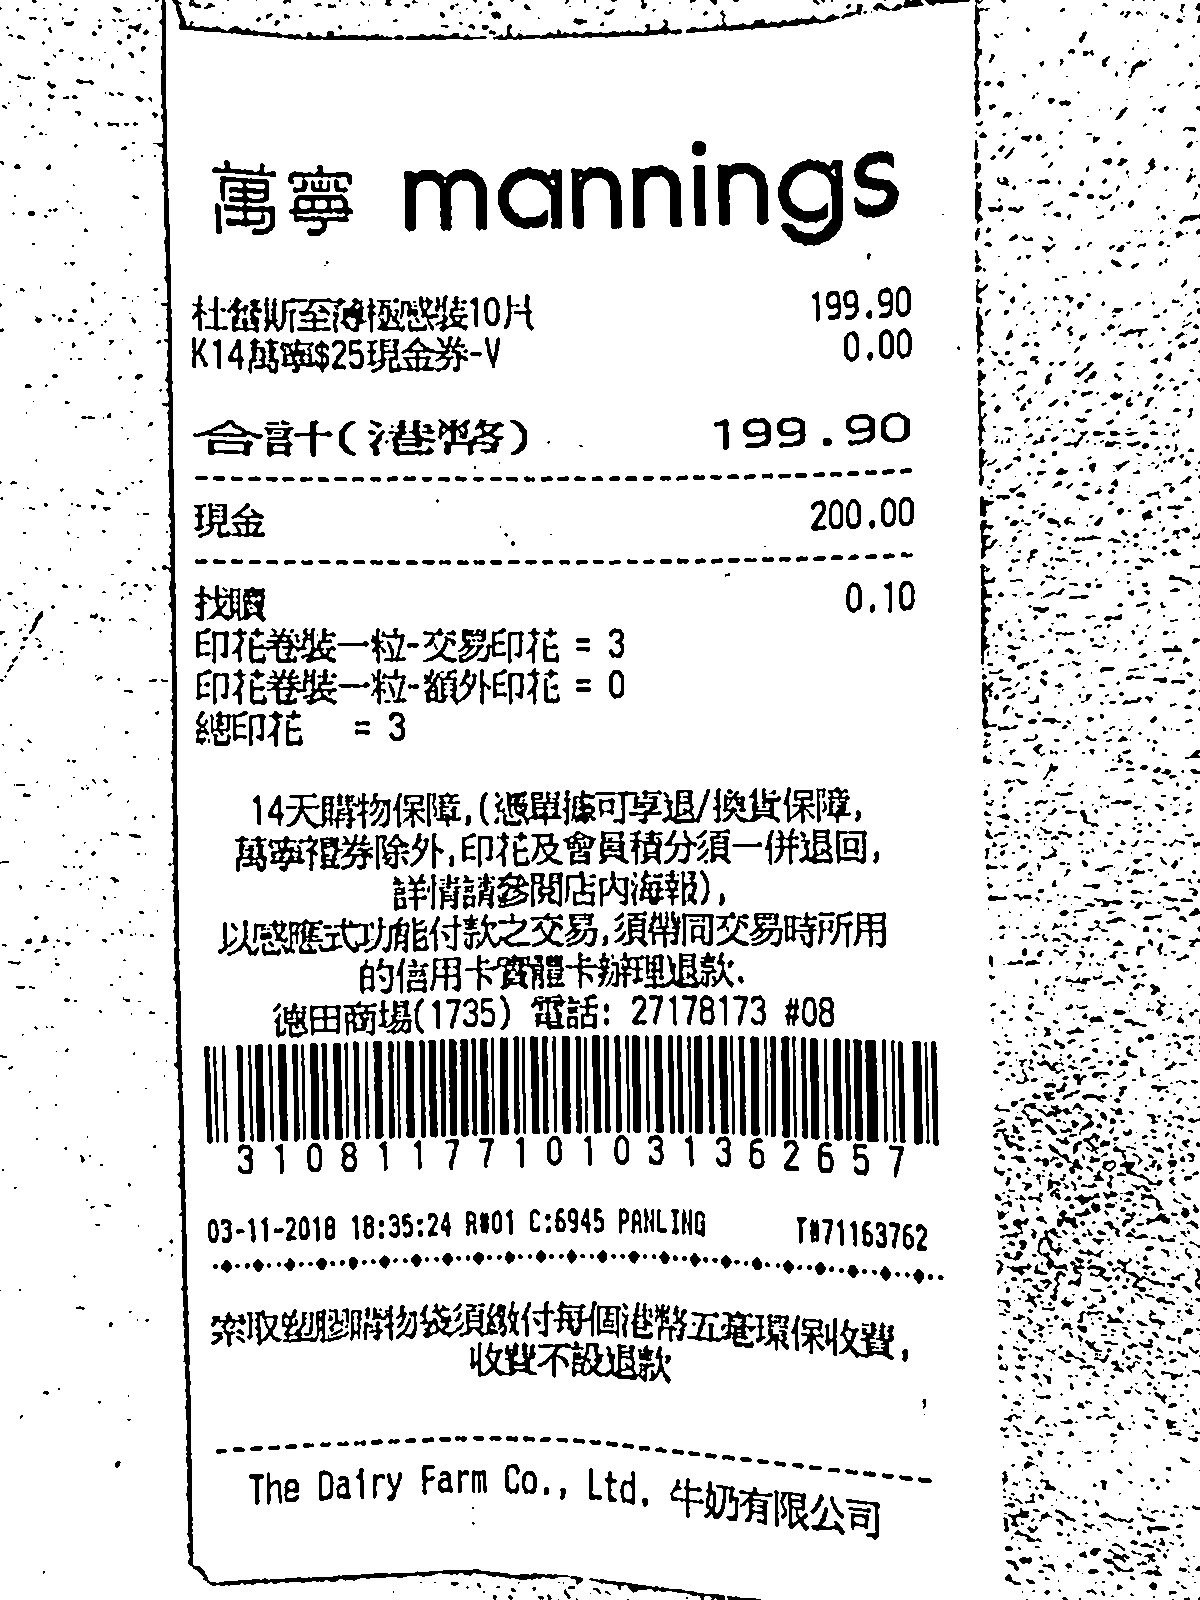 萬寧 mannings
杜蕾斯至薄極感裝10片 199.90
K14萬寧$25現金券-V 0.00
合計(港幣) 199.90
現金 200.00
找贖 0.10
印花卷裝一粒-交易印花 = 3
印花卷裝一粒-額外印花 = 0
總印花 = 3
14天購物保障,(憑單據可享退/換貨保障,
萬寧禮券除外,印花及會員積分須一併退回,
詳情請參閱店內海報),
以感應式功能付款之交易,須帶同交易時所用
的信用卡實體卡辦理退款.
德田商場(1735) 電話: 27178173 #08
3108117710103136​2657
03-11-2018 18:35:24 R#01 C:6945 PANLING T#71163762
索取塑膠購物袋須繳付每個港幣五毫環保收費,
收費不設退款
The Dairy Farm Co., Ltd. 牛奶有限公司